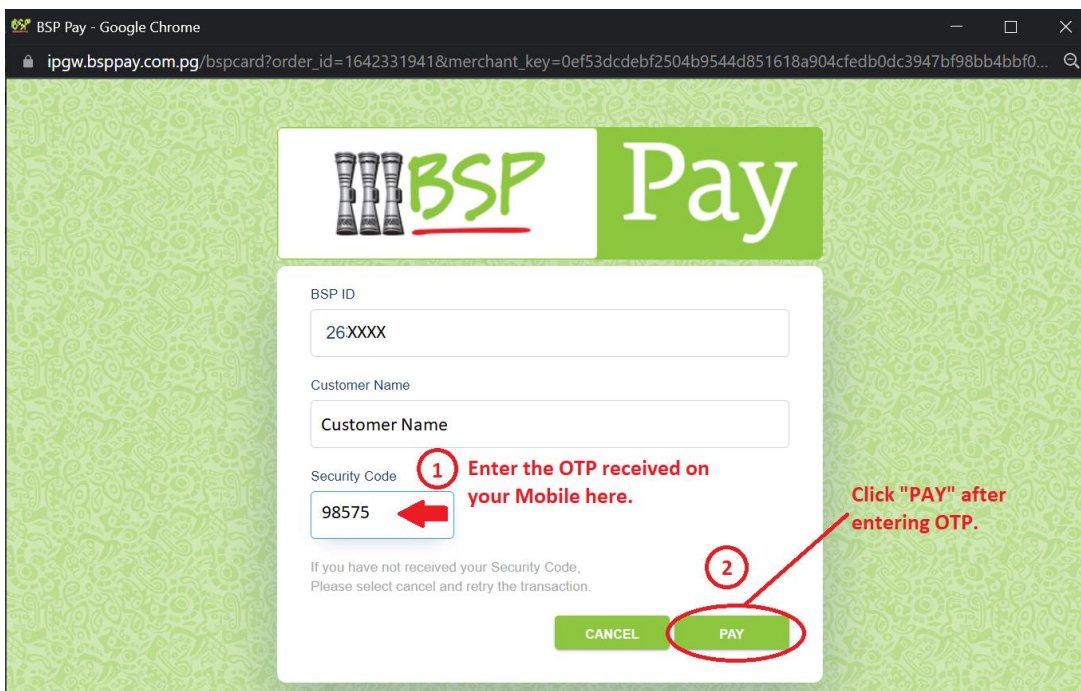 BSP Pay - Google Chrome
ipgw.bsppay.com.pg/bspcard?order_id=1642331941&merchant_key=0ef53dcdebf2504b9544d851618a904cfedb0dc3947bf98bb4bbf0...
BSP Pay
BSP ID
26XXXX
Customer Name
Customer Name
Security Code
1 Enter the OTP received on
your Mobile here.
98575
Click "PAY" after
entering OTP.
If you have not received your Security Code,
Please select cancel and retry the transaction.
2
CANCEL PAY